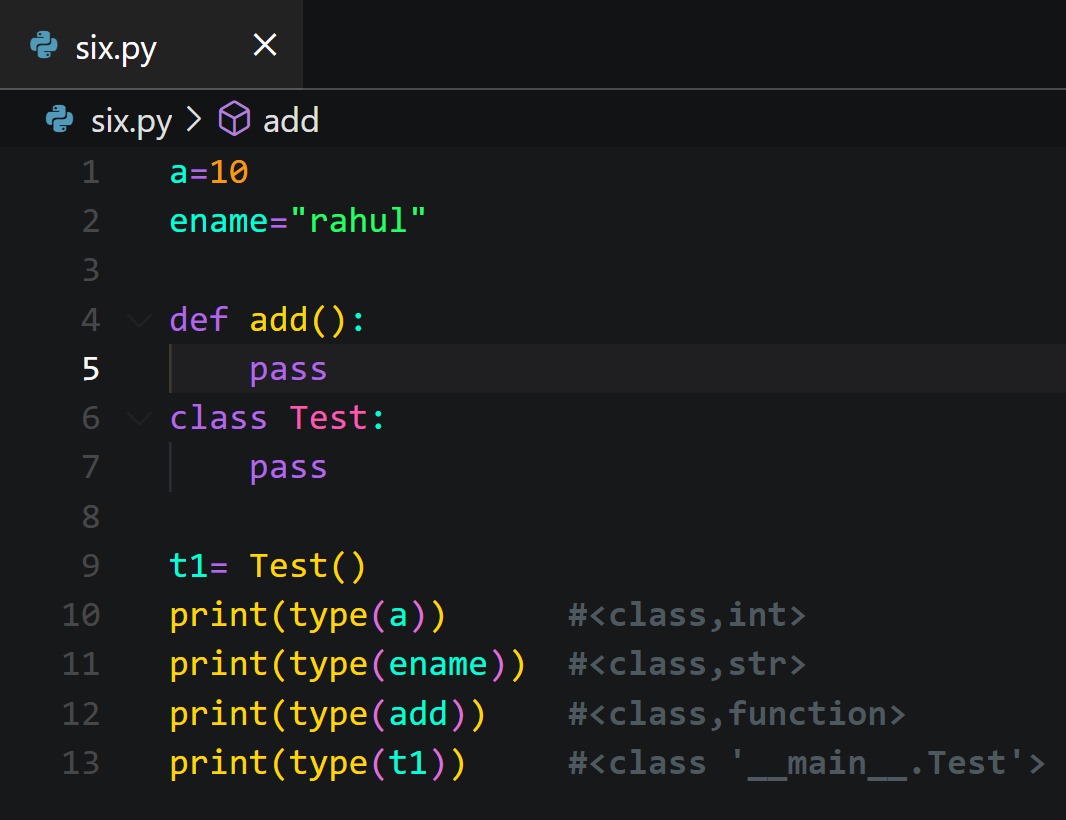 six.py ×
six.py > add
1 a=10
2 ename="rahul"
3
4 def add():
5     pass
6 class Test:
7     pass
8
9 t1= Test()
10 print(type(a))      #<class,int>
11 print(type(ename))  #<class,str>
12 print(type(add))    #<class,function>
13 print(type(t1))     #<class '__main__.Test'>